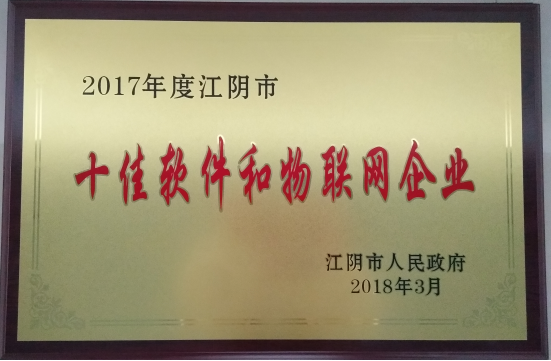 2017年度江阴市
十佳软件和物联网企业
江阴市人民政府
2018年3月